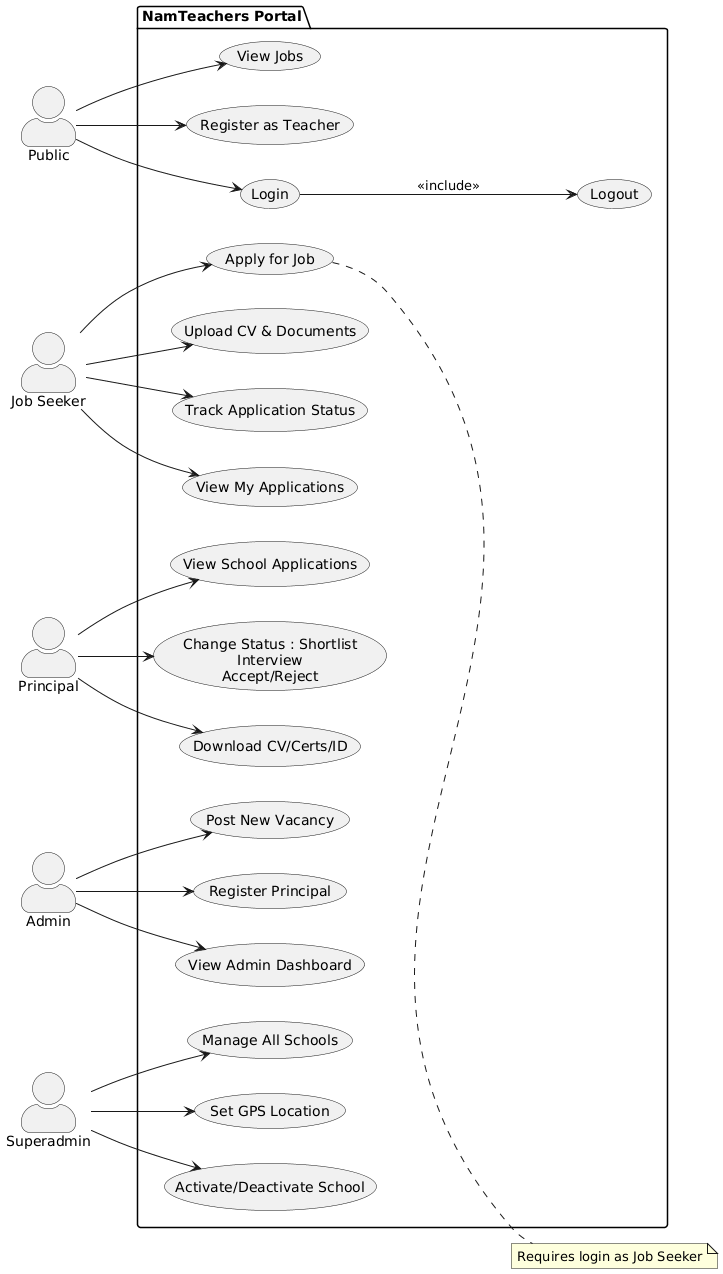 NamTeachers Portal
View Jobs
Register as Teacher
Public
Login
«include»
Logout
Apply for Job
Upload CV & Documents
Job Seeker
Track Application Status
View My Applications
View School Applications
Change Status : Shortlist
Interview
Accept/Reject
Principal
Download CV/Certs/ID
Post New Vacancy
Register Principal
Admin
View Admin Dashboard
Manage All Schools
Set GPS Location
Superadmin
Activate/Deactivate School
Requires login as Job Seeker